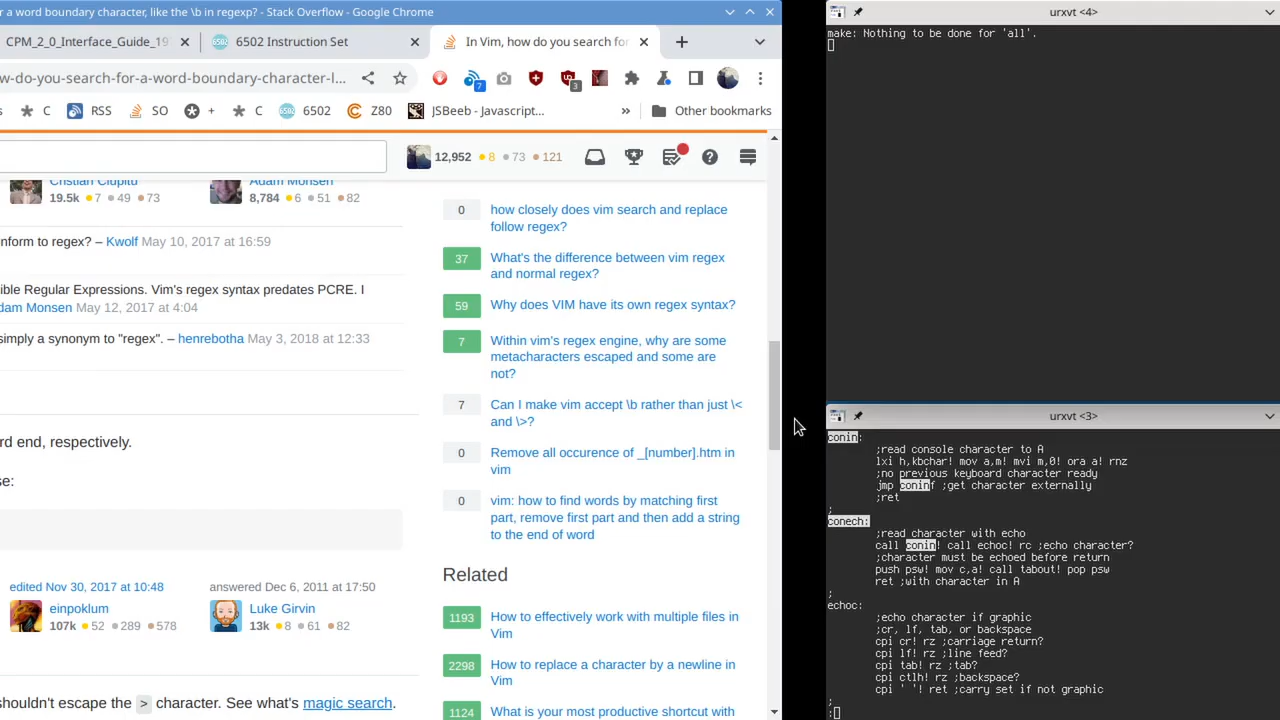 r a word boundary character, like the \b in regexp? - Stack Overflow - Google Chrome
CPM_2_0_Interface_Guide_19
6502 Instruction Set
In Vim, how do you search for
w-do-you-search-for-a-word-boundary-character-l...
7
3
s
C
RSS
SO
+
C
6502
Z80
JSBeeb - Javascript...
»
Other bookmarks
12,952 8 73 121
Cristian Ciupitu
19.5k 7 49 73
Adam Monsen
8,784 6 51 82
nform to regex? – Kwolf May 10, 2017 at 16:59
ible Regular Expressions. Vim's regex syntax predates PCRE. I
dam Monsen May 12, 2017 at 4:04
simply a synonym to "regex". – henrebotha May 3, 2018 at 12:33
rd end, respectively.
se:
edited Nov 30, 2017 at 10:48
einpoklum
107k 52 289 578
answered Dec 6, 2011 at 17:50
Luke Girvin
13k 8 61 82
shouldn't escape the > character. See what's magic search.
0 how closely does vim search and replace
follow regex?
37 What's the difference between vim regex
and normal regex?
59 Why does VIM have its own regex syntax?
7 Within vim's regex engine, why are some
metacharacters escaped and some are
not?
7 Can I make vim accept \b rather than just \<
and \>?
0 Remove all occurence of _[number].htm in
vim
0 vim: how to find words by matching first
part, remove first part and then add a string
to the end of word
Related
1193 How to effectively work with multiple files in
Vim
2298 How to replace a character by a newline in
Vim
1124 What is your most productive shortcut with
urxvt <4>
make: Nothing to be done for 'all'.
urxvt <3>
conin:
;read console character to A
lxi h,kbchar! mov a,m! mvi m,0! ora a! rnz
;no previous keyboard character ready
jmp coninf ;get character externally
;ret
;
conech:
;read character with echo
call conin! call echoc! rc ;echo character?
;character must be echoed before return
push psw! mov c,a! call tabout! pop psw
ret ;with character in A
;
echoc:
;echo character if graphic
;cr, lf, tab, or backspace
cpi cr! rz ;carriage return?
cpi lf! rz ;line feed?
cpi tab! rz ;tab?
cpi ctlh! rz ;backspace?
cpi ' '! ret ;carry set if not graphic
;
: